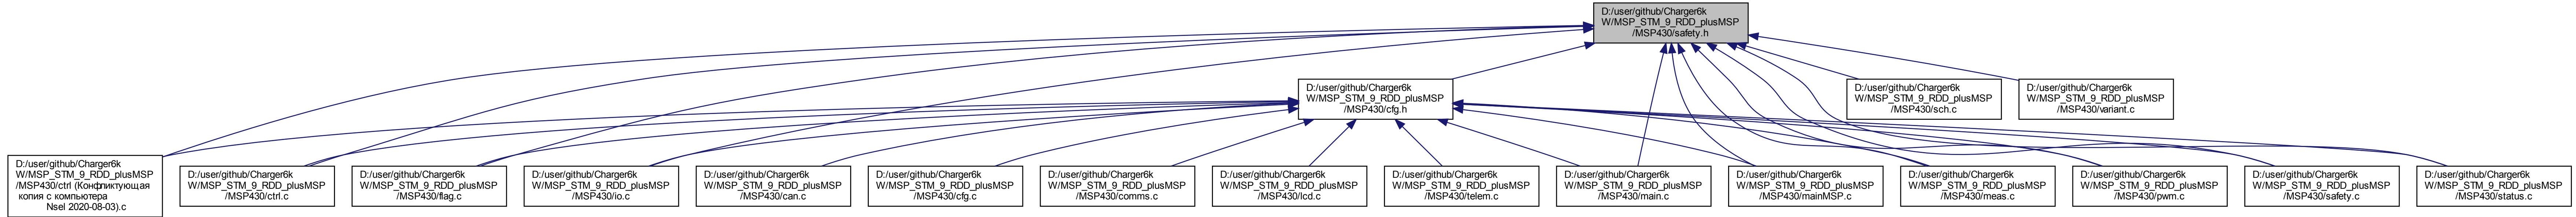 D:/user/github/Charger6k
W/MSP_STM_9_RDD_plusMSP
/MSP430/safety.h
D:/user/github/Charger6k
W/MSP_STM_9_RDD_plusMSP
/MSP430/cfg.h
D:/user/github/Charger6k
W/MSP_STM_9_RDD_plusMSP
/MSP430/sch.c
D:/user/github/Charger6k
W/MSP_STM_9_RDD_plusMSP
/MSP430/variant.c
D:/user/github/Charger6k
W/MSP_STM_9_RDD_plusMSP
/MSP430/ctrl (Конфликтующая
копия с компьютера
Nsel 2020-08-03).c
D:/user/github/Charger6k
W/MSP_STM_9_RDD_plusMSP
/MSP430/ctrl.c
D:/user/github/Charger6k
W/MSP_STM_9_RDD_plusMSP
/MSP430/flag.c
D:/user/github/Charger6k
W/MSP_STM_9_RDD_plusMSP
/MSP430/io.c
D:/user/github/Charger6k
W/MSP_STM_9_RDD_plusMSP
/MSP430/can.c
D:/user/github/Charger6k
W/MSP_STM_9_RDD_plusMSP
/MSP430/cfg.c
D:/user/github/Charger6k
W/MSP_STM_9_RDD_plusMSP
/MSP430/comms.c
D:/user/github/Charger6k
W/MSP_STM_9_RDD_plusMSP
/MSP430/lcd.c
D:/user/github/Charger6k
W/MSP_STM_9_RDD_plusMSP
/MSP430/telem.c
D:/user/github/Charger6k
W/MSP_STM_9_RDD_plusMSP
/MSP430/main.c
D:/user/github/Charger6k
W/MSP_STM_9_RDD_plusMSP
/MSP430/mainMSP.c
D:/user/github/Charger6k
W/MSP_STM_9_RDD_plusMSP
/MSP430/meas.c
D:/user/github/Charger6k
W/MSP_STM_9_RDD_plusMSP
/MSP430/pwm.c
D:/user/github/Charger6k
W/MSP_STM_9_RDD_plusMSP
/MSP430/safety.c
D:/user/github/Charger6k
W/MSP_STM_9_RDD_plusMSP
/MSP430/status.c